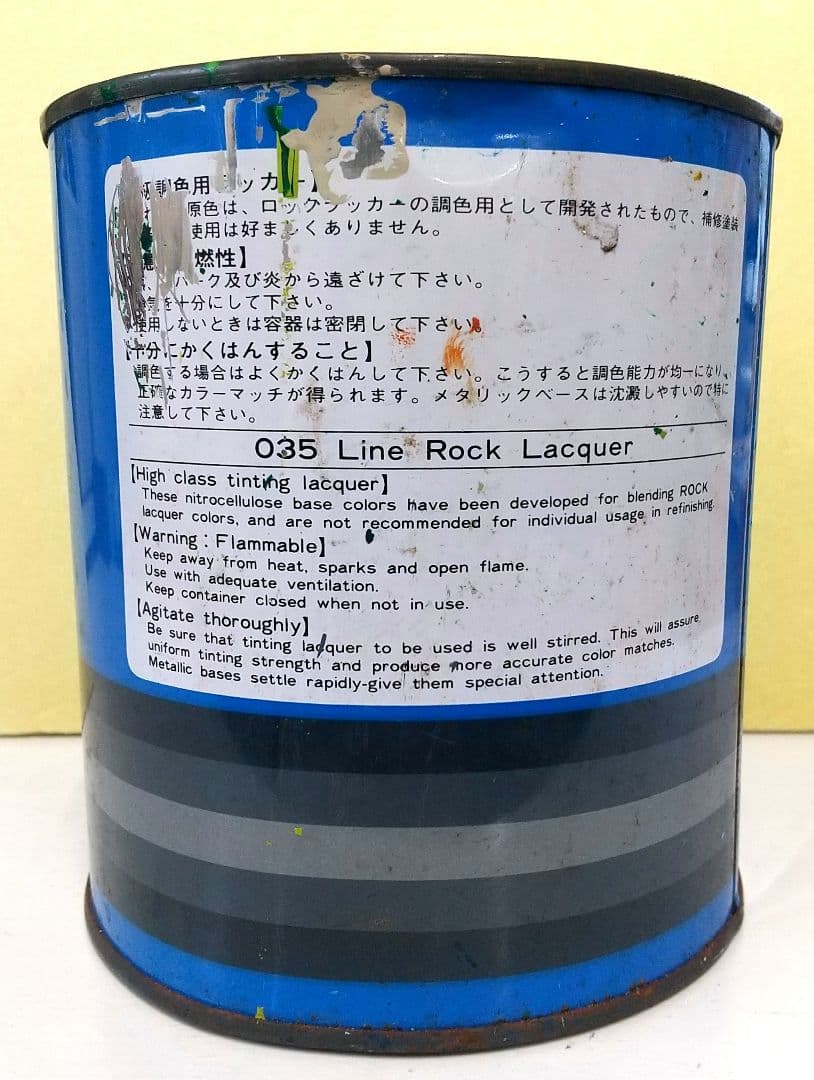 調色用ラッカー】
原色は、ロックラッカーの調色用として開発されたもので、補修塗装
使用は好ましくありません。
燃性】
パーク及び炎から遠ざけて下さい。
気を十分にして下さい。
使用しないときは容器は密閉して下さい。
【十分にかくはんすること】
調色する場合はよくかくはんして下さい。こうすると調色能力が均一になり、
正確なカラーマッチが得られます。メタリックベースは沈澱しやすいので特に
注意して下さい。
035 Line Rock Lacquer
【High class tinting lacquer】
These nitrocellulose base colors have been developed for blending ROCK
lacquer colors, and are not recommended for individual usage in refinishing.
【Warning : Flammable】
Keep away from heat, sparks and open flame.
Use with adequate ventilation.
Keep container closed when not in use.
【Agitate thoroughly】
Be sure that tinting lacquer to be used is well stirred. This will assure
uniform tinting strength and produce more accurate color matches.
Metallic bases settle rapidly-give them special attention.